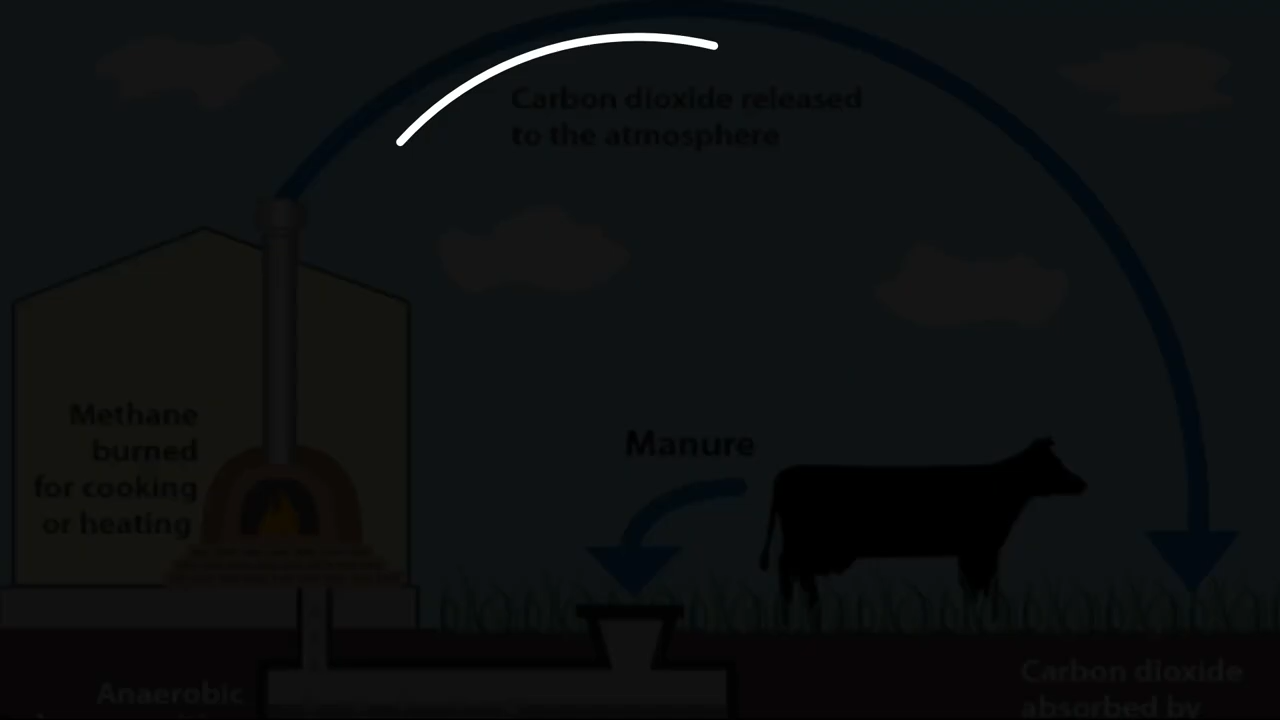 Carbon dioxide released
to the atmosphere
Methane
burned
for cooking
or heating
Manure
Anaerobic
Carbon dioxide
absorbed by